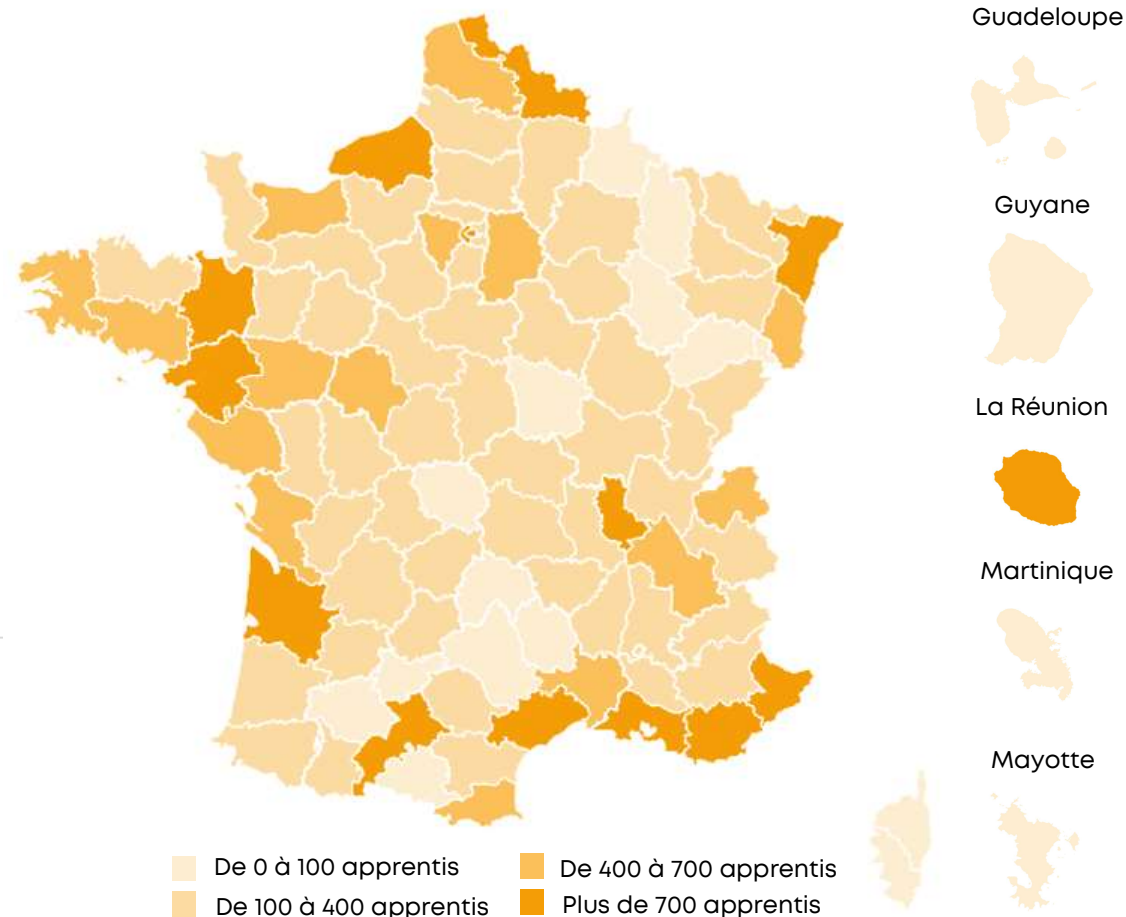 Guadeloupe
Guyane
La Réunion
Martinique
Mayotte
De 0 à 100 apprentis
De 400 à 700 apprentis
De 100 à 400 apprentis
Plus de 700 apprentis